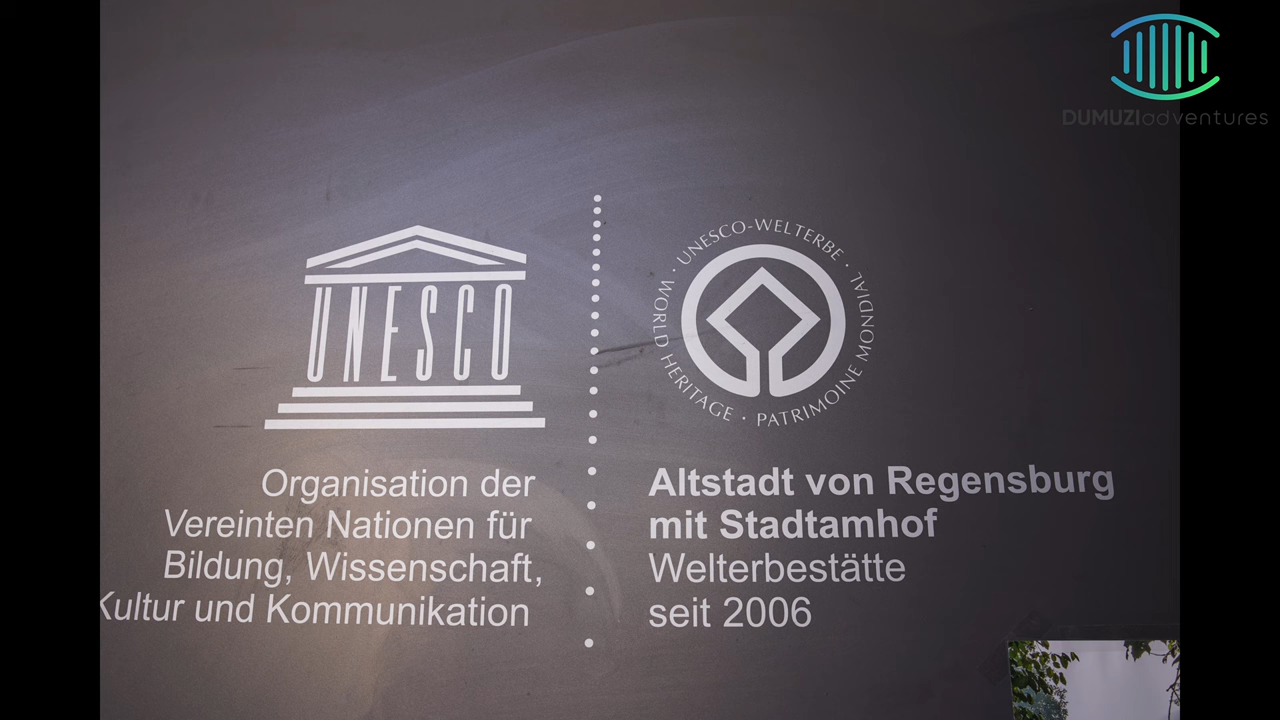 DUMUZIadventures
UNESCO
Organisation der
Vereinten Nationen für
Bildung, Wissenschaft,
Kultur und Kommunikation
UNESCO-WELTERBE · PATRIMOINE MONDIAL · WORLD HERITAGE ·
Altstadt von Regensburg
mit Stadtamhof
Welterbestätte
seit 2006